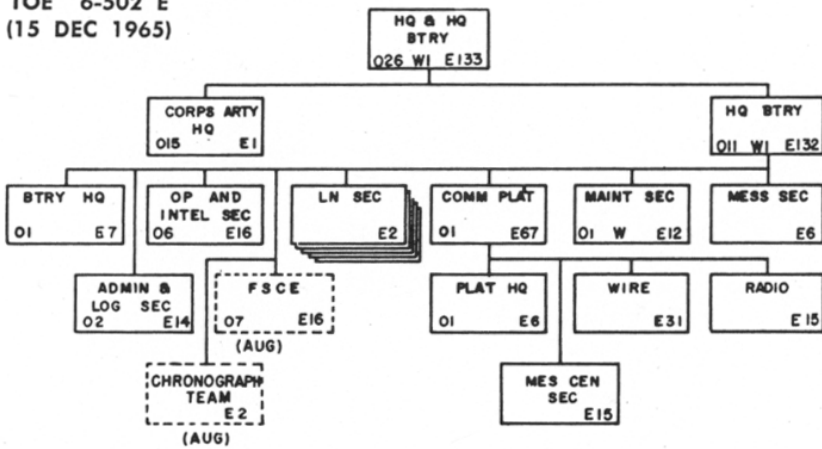 TOE 6-502 E
(15 DEC 1965)
HQ & HQ
BTRY
O26 W1 E133
CORPS ARTY
HQ
O15 E1
HQ BTRY
O11 W1 E132
BTRY HQ
O1 E7
OP AND
INTEL SEC
O6 E16
LN SEC
E2
COMM PLAT
O1 E67
MAINT SEC
O1 W E12
MESS SEC
E6
ADMIN &
LOG SEC
O2 E14
FSCE
O7 E16
(AUG)
PLAT HQ
O1 E6
WIRE
E31
RADIO
E15
CHRONOGRAPH
TEAM
E2
(AUG)
MES CEN
SEC
E15